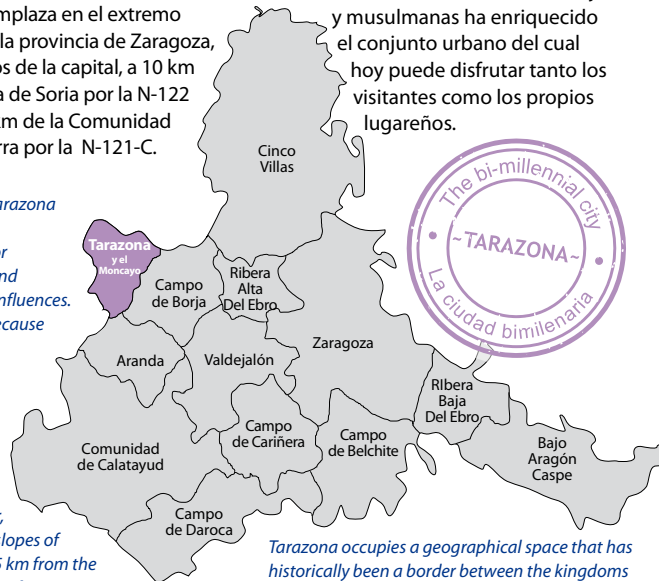 mplaza en el extremo
la provincia de Zaragoza,
os de la capital, a 10 km
a de Soria por la N-122
km de la Comunidad
rra por la N-121-C.
y musulmanas ha enriquecido
el conjunto urbano del cual
hoy puede disfrutar tanto los
visitantes como los propios
lugareños.
arazona
or
nd
nfluences.
ecause
The bi-millennial city
~TARAZONA~
La ciudad bimilenaria
Cinco
Villas
Tarazona
y el
Moncayo
Campo
de Borja
Ribera
Alta
Del Ebro
Zaragoza
Aranda
Valdejalón
RIbera
Baja
Del Ebro
Comunidad
de Calatayud
Campo
de Cariñera
Campo
de Belchite
Bajo
Aragón
Caspe
Campo
de Daroca
lopes of
5 km from the
Tarazona occupies a geographical space that has
historically been a border between the kingdoms